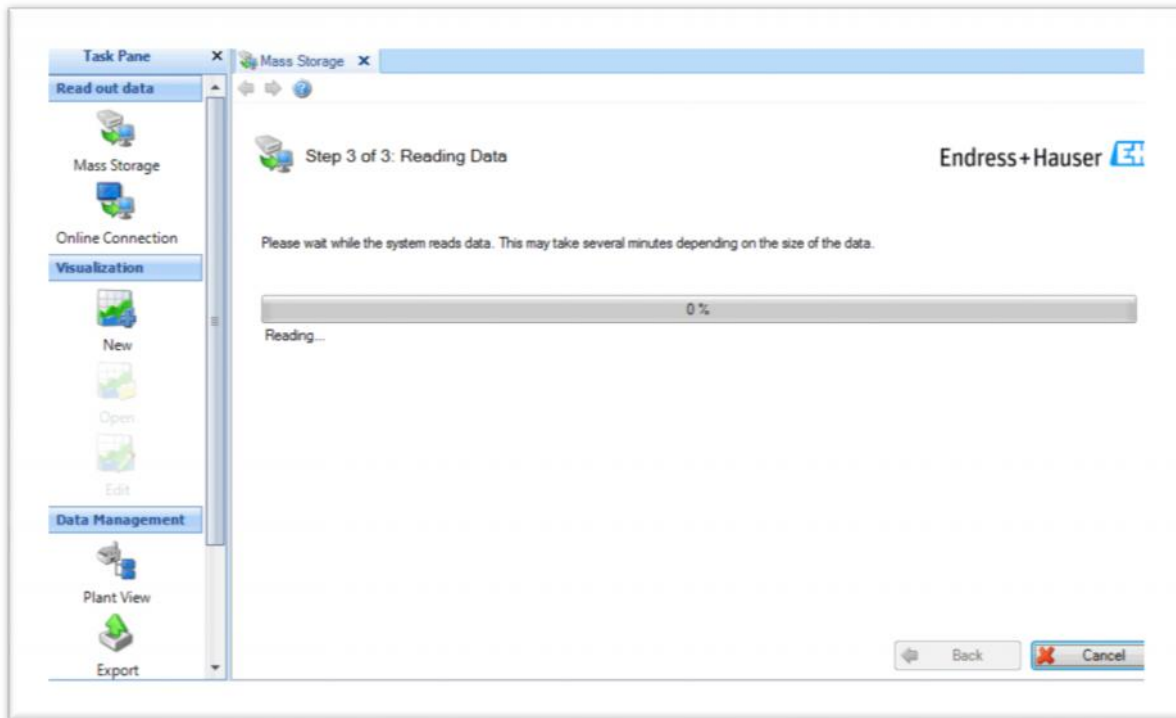 Task Pane
Read out data
Mass Storage
Online Connection
Visualization
New
Open
Edit
Data Management
Plant View
Export
Mass Storage
Step 3 of 3: Reading Data
Endress+Hauser
Please wait while the system reads data. This may take several minutes depending on the size of the data.
0 %
Reading...
Back
Cancel